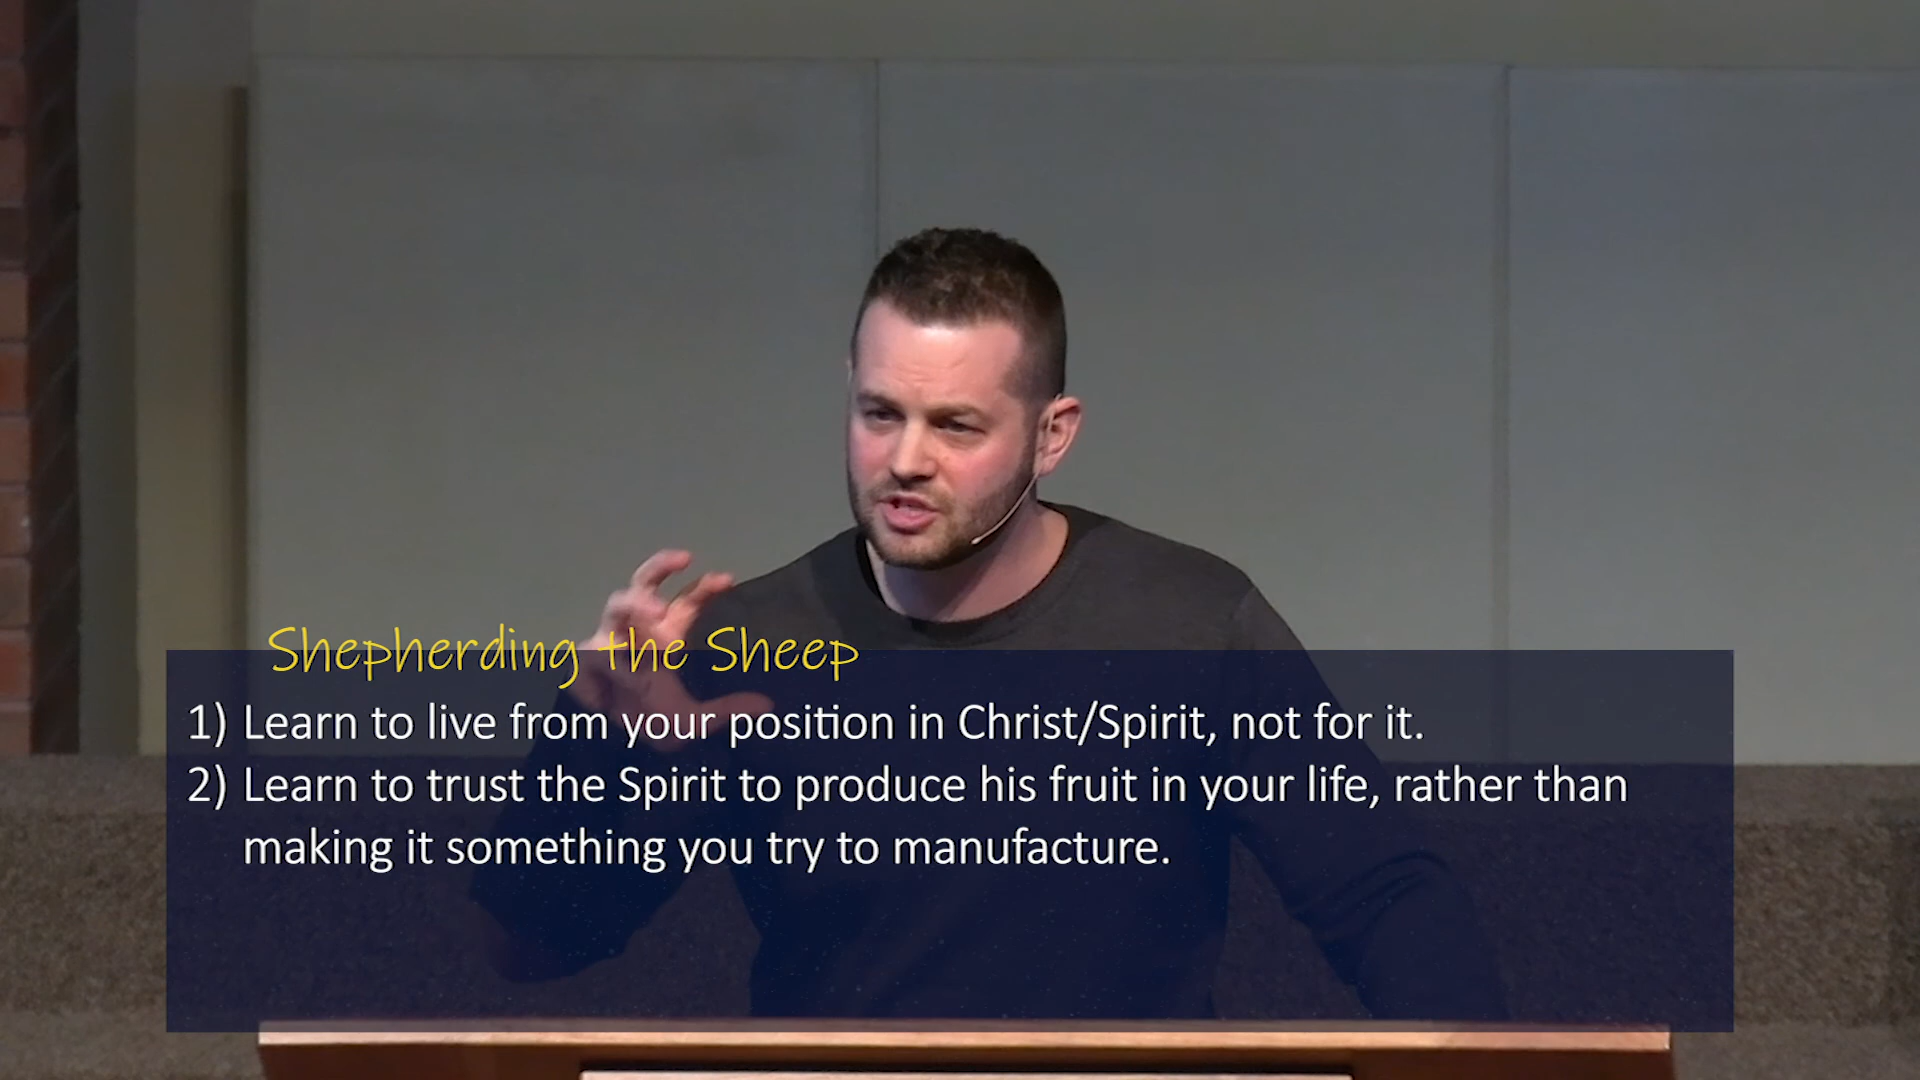 Shepherding the Sheep
1) Learn to live from your position in Christ/Spirit, not for it.
2) Learn to trust the Spirit to produce his fruit in your life, rather than
making it something you try to manufacture.